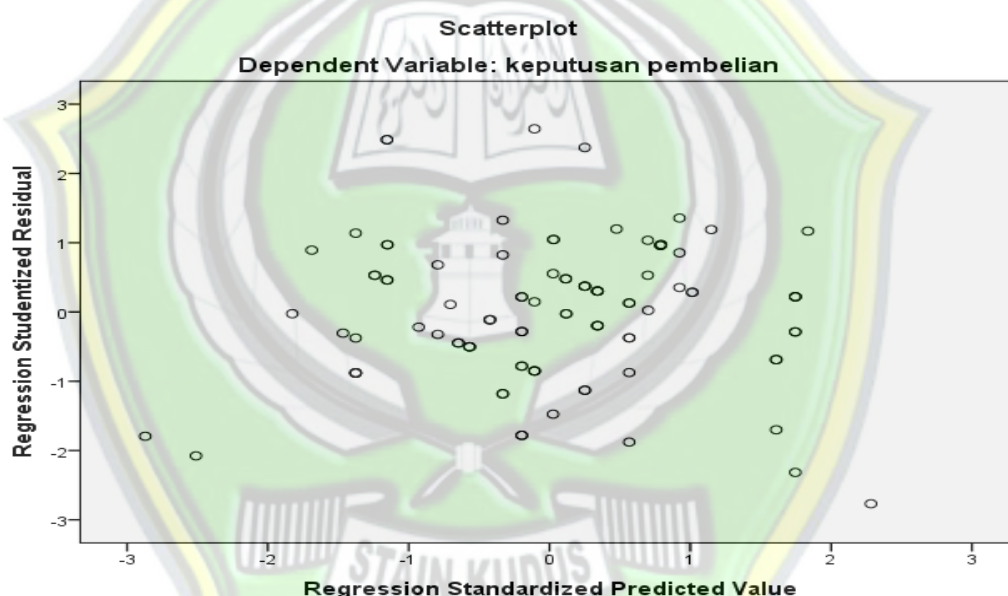 Scatterplot
Dependent Variable: keputusan pembelian
Regression Studentized Residual
3
2
1
0
-1
-2
-3
-3 -2 -1 0 1 2 3
Regression Standardized Predicted Value
STAIN KUDUS